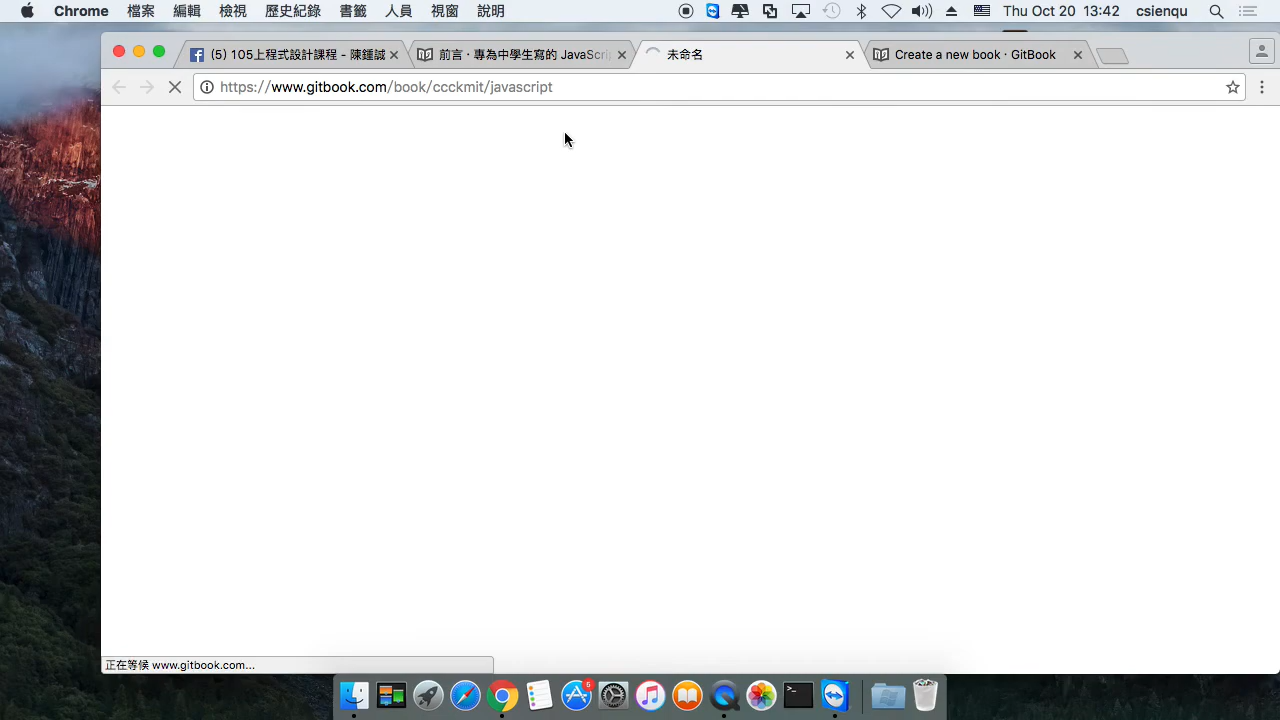 Chrome 檔案 編輯 檢視 歷史紀錄 書籤 人員 視窗 說明 Thu Oct 20 13:42 csienqu
(5) 105上程式設計課程 - 陳鍾誠 前言 · 專為中學生寫的 JavaScrip 未命名 Create a new book · GitBook
https://www.gitbook.com/book/ccckmit/javascript
正在等候 www.gitbook.com...
6